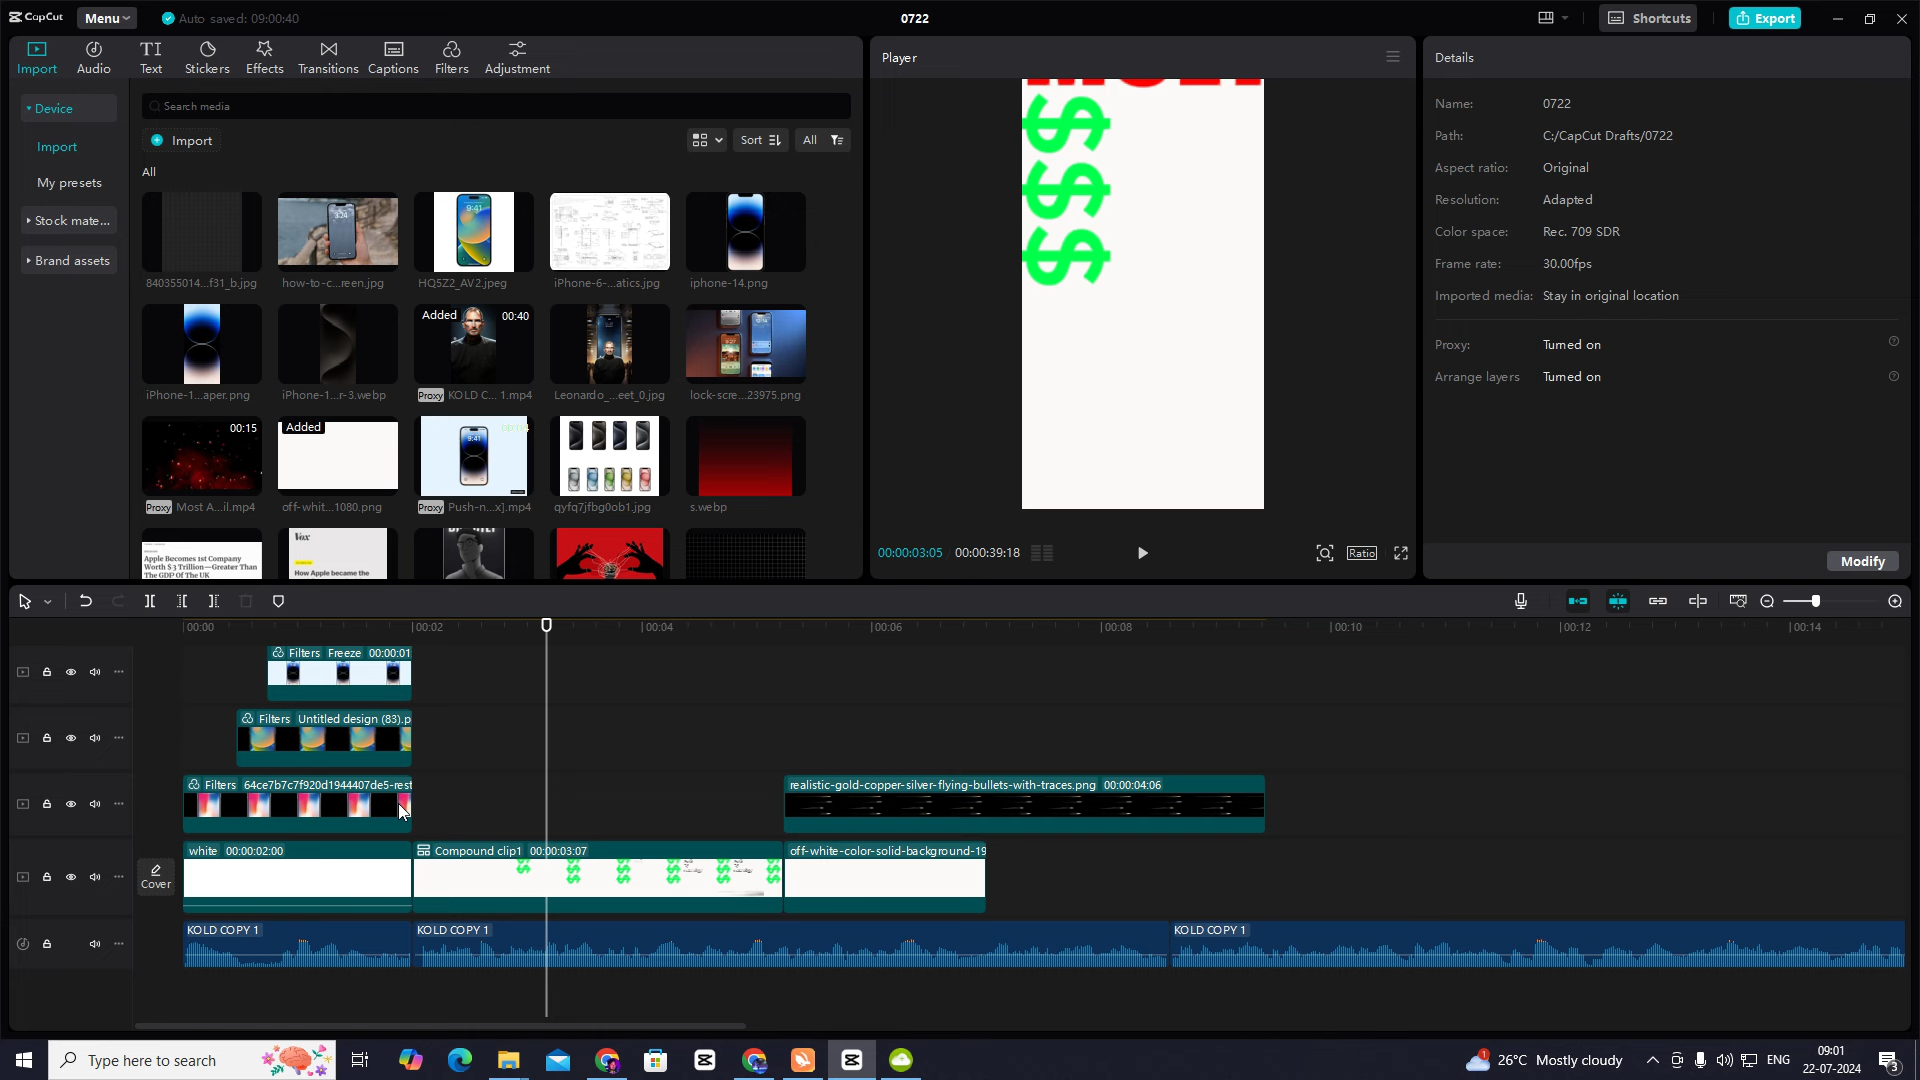 CapCut
Menu
Auto saved: 09:00:40
0722
Shortcuts
Export
Import
Audio
TI
Text
Stickers
Effects
Transitions
Captions
Filters
Adjustment
Device
Import
My presets
Stock mate...
Brand assets
Search media
Import
Sort
All
All
840355014...f31_b.jpg
3:24
how-to-c...reen.jpg
9:41
HQ5Z2_AV2.jpeg
iPhone-6-...atics.jpg
iphone-14.png
iPhone-1...aper.png
iPhone-1...r-3.webp
Added
00:40
Proxy
KOLD C... 1.mp4
Leonardo_...eet_0.jpg
lock-scre...23975.png
00:15
Proxy
Most A...il.mp4
Added
off-whit...1080.png
9:41
Proxy
Push-n...x].mp4
qyfq7jfbg0ob1.jpg
s.webp
Apple Becomes 1st Company
Worth $ 3 Trillion—Greater Than
The GDP Of The UK
Vox
How Apple became the
Player
$
$
$
00:00:03:05
00:00:39:18
Ratio
Details
Name:
0722
Path:
C:/CapCut Drafts/0722
Aspect ratio:
Original
Resolution:
Adapted
Color space:
Rec. 709 SDR
Frame rate:
30.00fps
Imported media:
Stay in original location
Proxy:
Turned on
Arrange layers
Turned on
Modify
00:00
00:02
00:04
00:06
00:08
00:10
00:12
00:14
Filters Freeze 00:00:01
Filters Untitled design (83).p
Filters 64ce7b7c7f920d1944407de5-rest
realistic-gold-copper-silver-flying-bullets-with-traces.png 00:00:04:06
Cover
white 00:00:02:00
Compound clip1 00:00:03:07
off-white-color-solid-background-19
KOLD COPY 1
KOLD COPY 1
KOLD COPY 1
Type here to search
26°C Mostly cloudy
ENG
09:01
22-07-2024
3